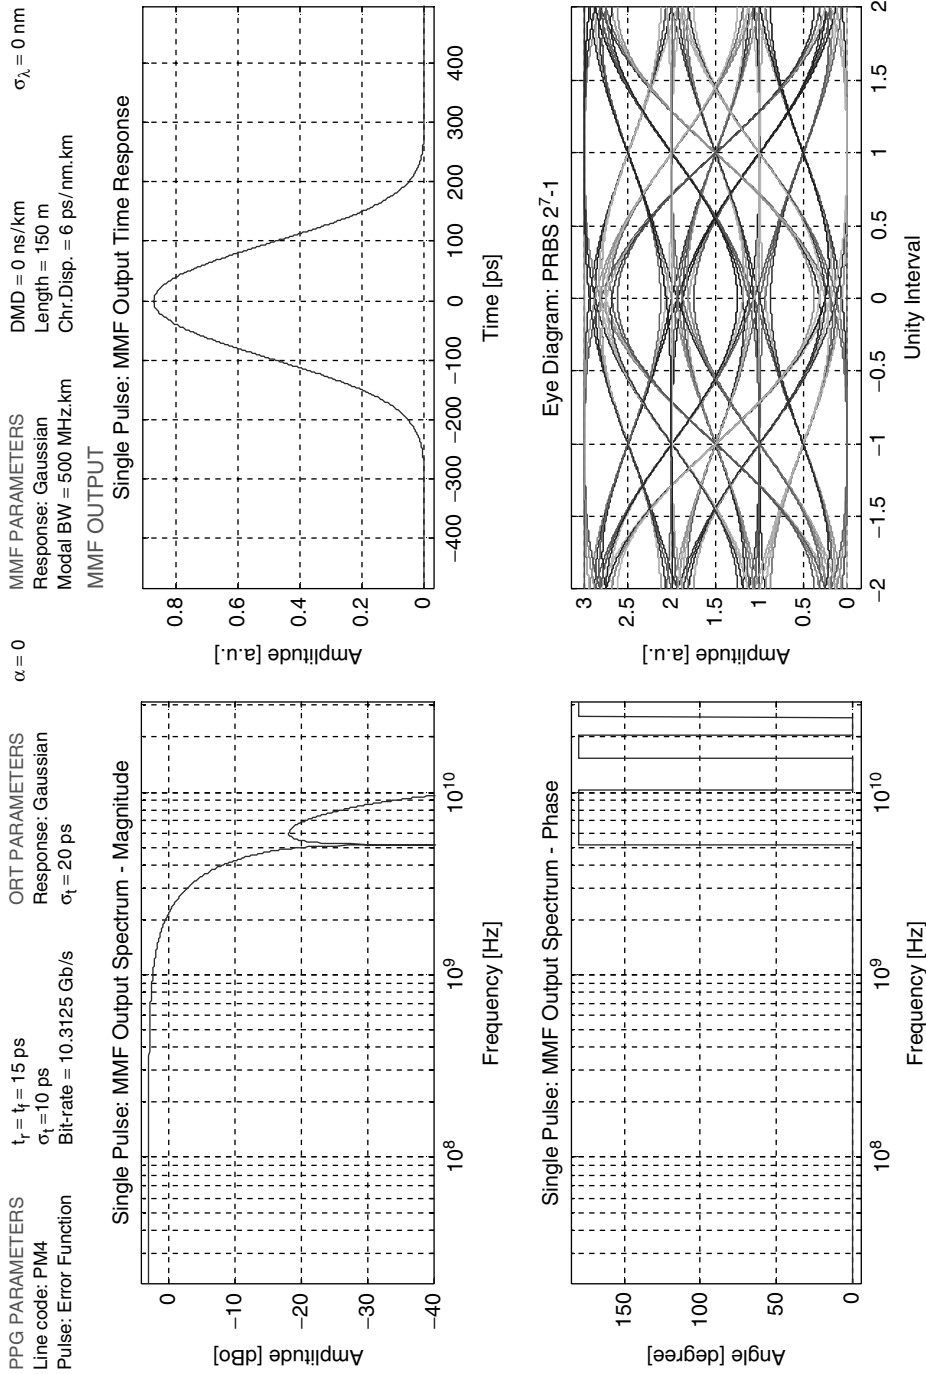 PPG PARAMETERS
Line code: PM4
Pulse: Error Function
t_r = t_f = 15 ps
σ_t = 10 ps
Bit-rate = 10.3125 Gb/s
ORT PARAMETERS
Response: Gaussian
σ_t = 20 ps
α = 0
MMF PARAMETERS
Response: Gaussian
Modal BW = 500 MHz.km
DMD = 0 ns/km
Length = 150 m
Chr.Disp. = 6 ps/nm.km
σ_λ = 0 nm
MMF OUTPUT
Single Pulse: MMF Output Spectrum - Magnitude
Amplitude [dBo]
0
−10
−20
−30
−40
10^8 10^9 10^10
Frequency [Hz]
Single Pulse: MMF Output Time Response
Amplitude [a.u.]
0.8
0.6
0.4
0.2
0
−400 −300 −200 −100 0 100 200 300 400
Time [ps]
Single Pulse: MMF Output Spectrum - Phase
Angle [degree]
150
100
50
0
10^8 10^9 10^10
Frequency [Hz]
Eye Diagram: PRBS 2^7-1
Amplitude [a.u.]
3
2.5
2
1.5
1
0.5
0
−2 −1.5 −1 −0.5 0 0.5 1 1.5 2
Unity Interval